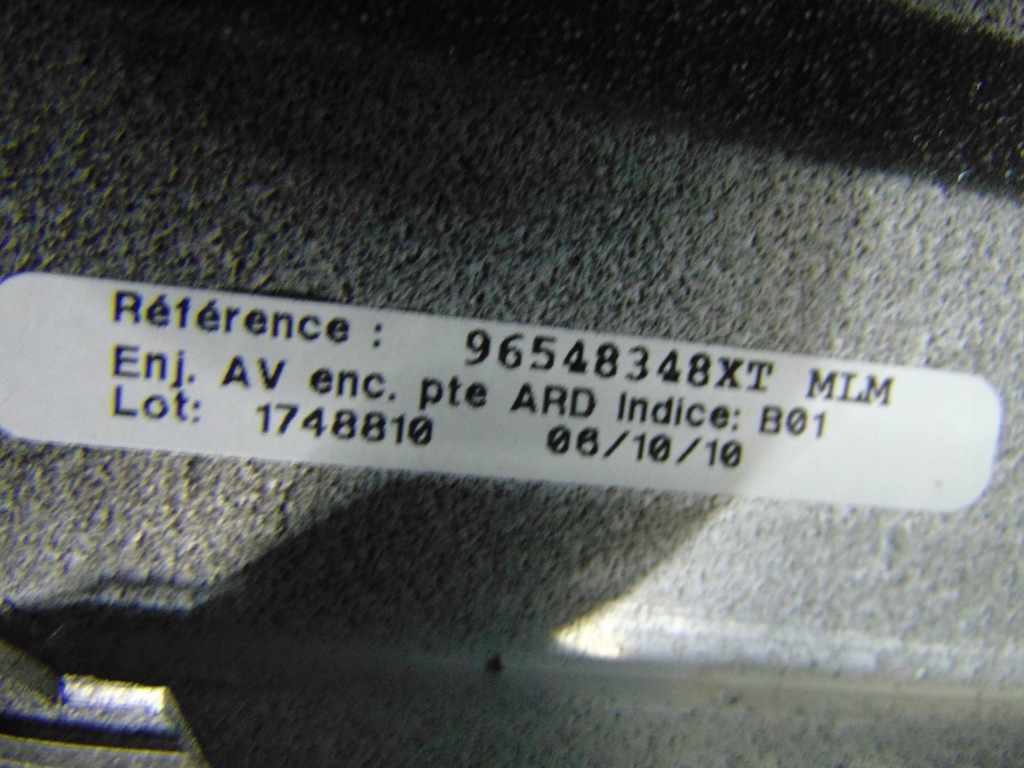 Référence : 96548348XT MLM
Enj. AV enc. pte ARD Indice: B01
Lot: 1748810 06/10/10